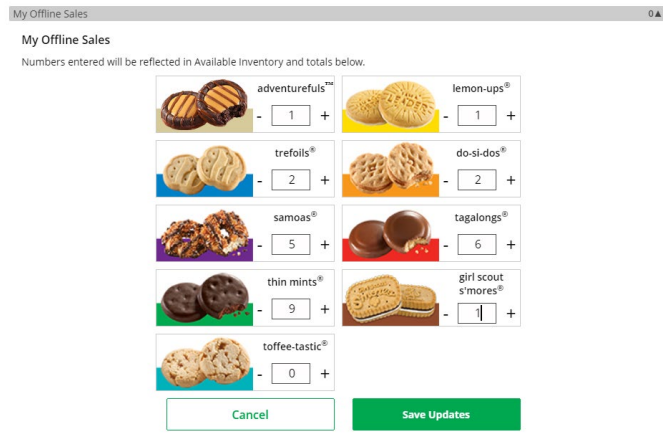 My Offline Sales
0▲
My Offline Sales
Numbers entered will be reflected in Available Inventory and totals below.
adventurefuls™
- 1 +
lemon-ups®
- 1 +
trefoils®
- 2 +
do-si-dos®
- 2 +
samoas®
- 5 +
tagalongs®
- 6 +
thin mints®
- 9 +
girl scout
s'mores®
- 1 +
toffee-tastic®
- 0 +
Cancel
Save Updates